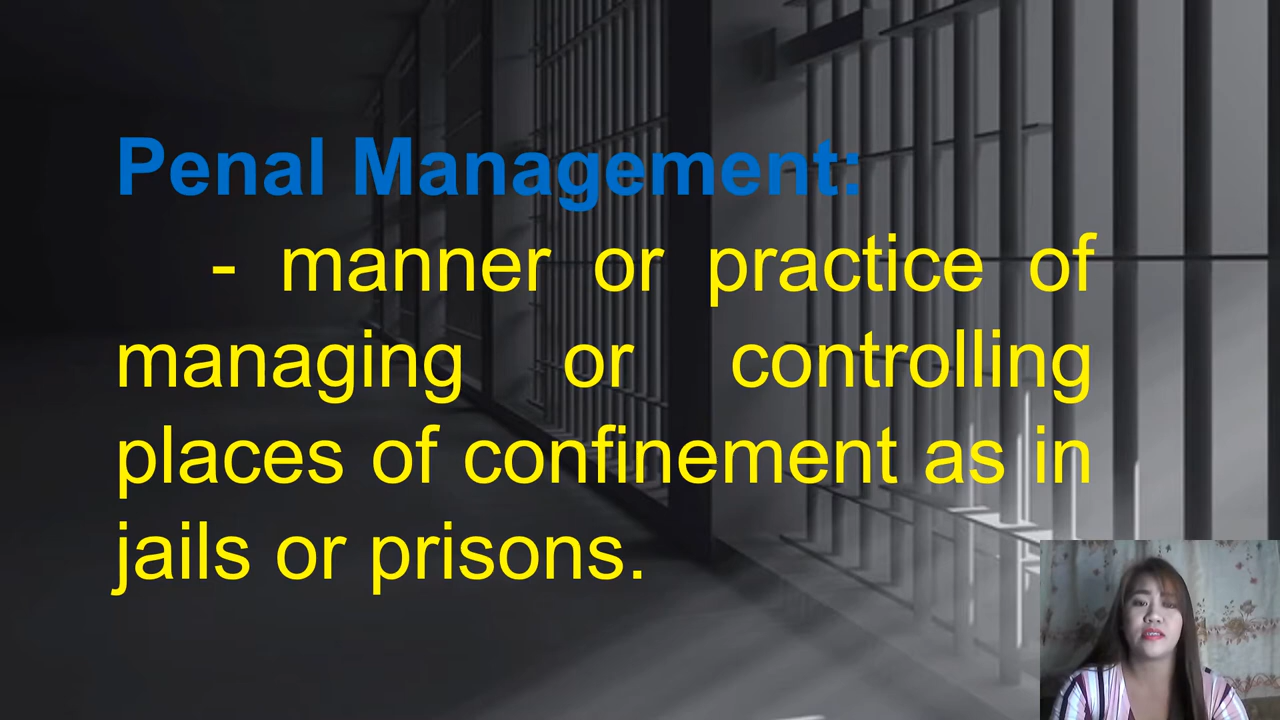 Penal Management:
- manner or practice of
managing or controlling
places of confinement as in
jails or prisons.